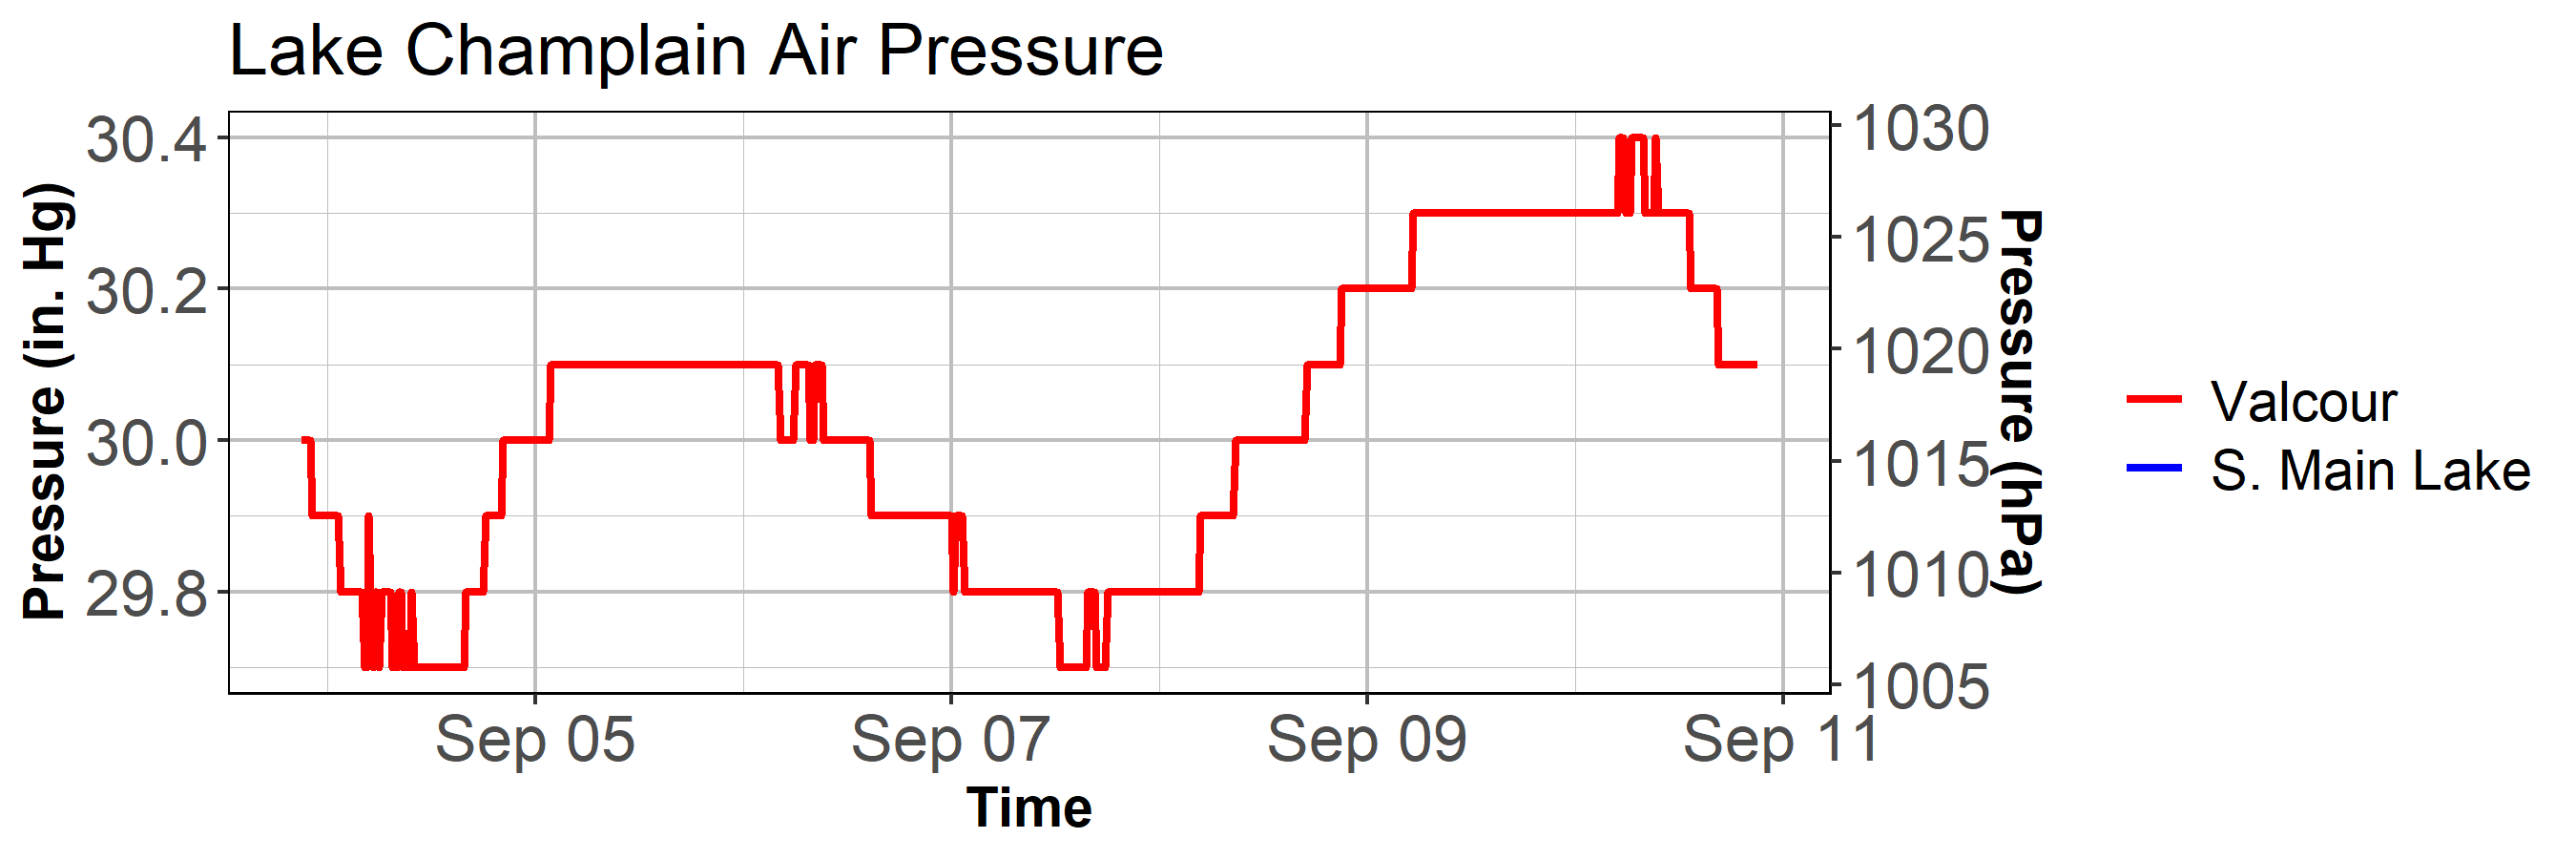 Lake Champlain Air Pressure
Pressure (in. Hg)
30.4
30.2
30.0
29.8
1030
1025
1020
1015
1010
1005
Pressure (hPa)
Sep 05
Sep 07
Sep 09
Sep 11
Time
Valcour
S. Main Lake